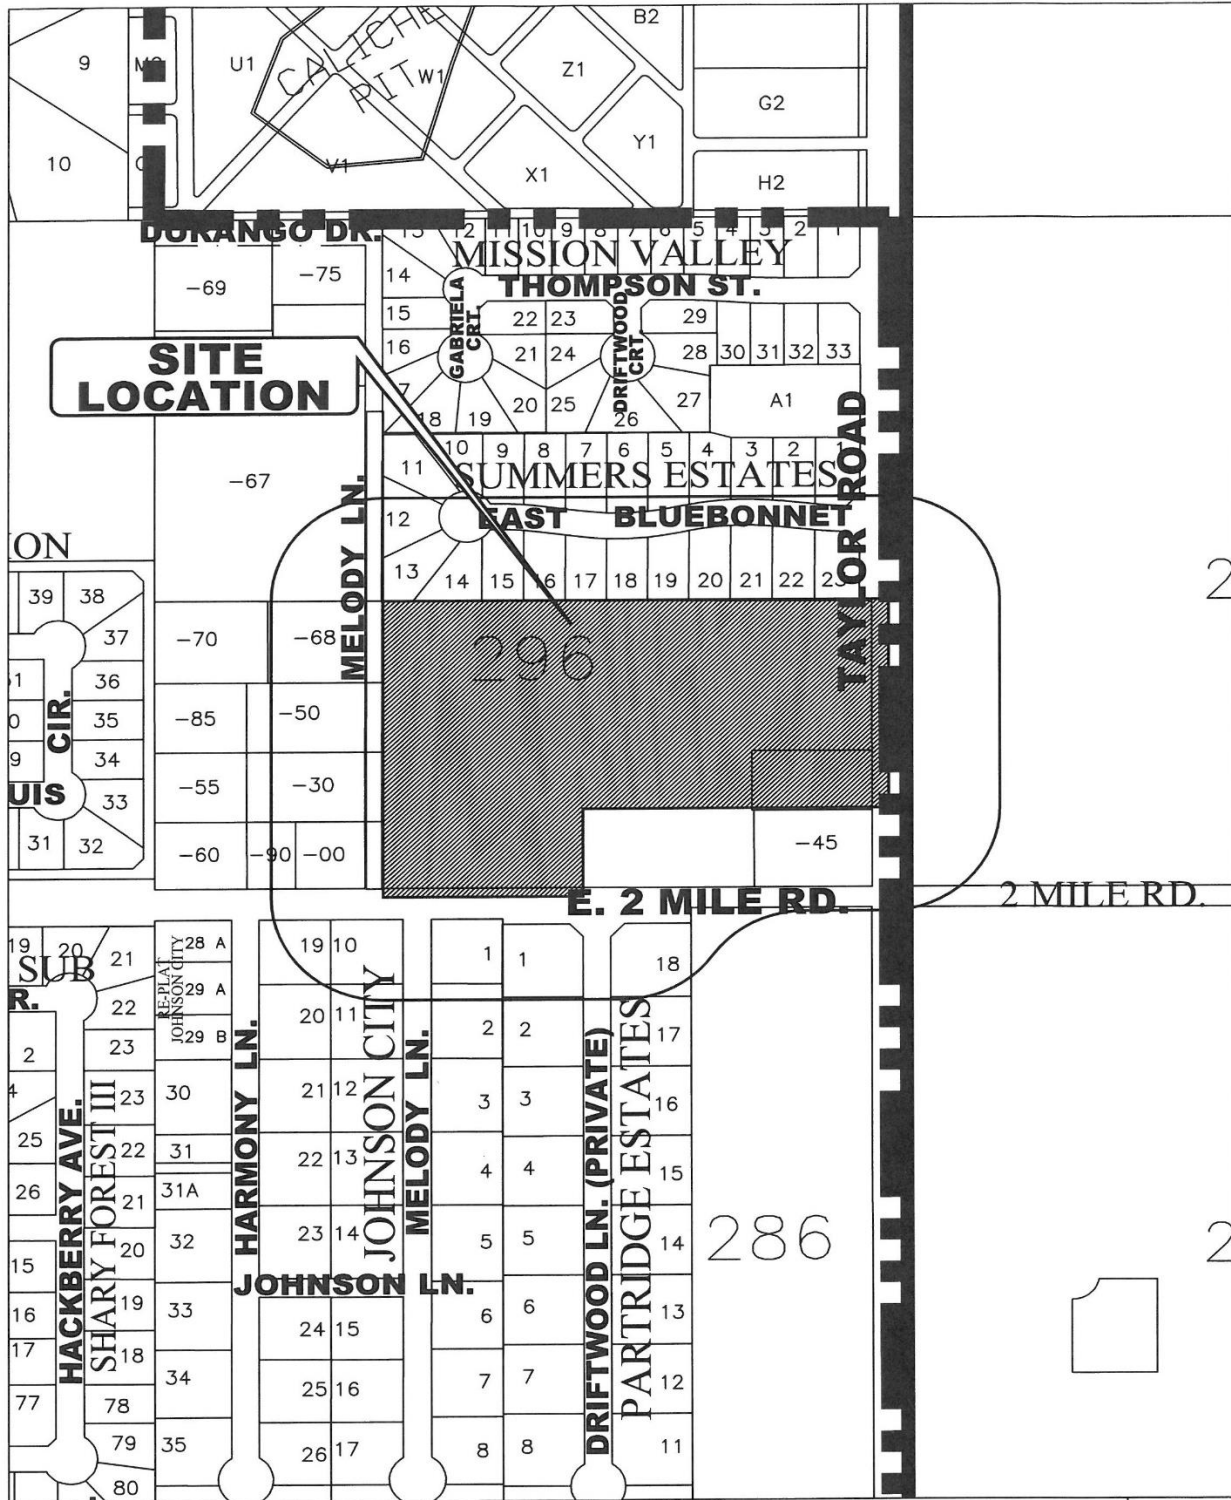 B2
9
U1
CALICHE
PIT
W1
Z1
G2
10
V1
X1
Y1
H2
DURANGO DR.
13 12 11 10 9 8 7 6 5 4 3 2 1
MISSION VALLEY
-69
-75
14
THOMPSON ST.
15
GABRIELA
CRT.
22 23
DRIFTWOOD
CRT.
29
SITE
LOCATION
16
21 24
28 30 31 32 33
18 19 20 25 26 27
A1
TAYLOR ROAD
10 9 8 7 6 5 4 3 2 1
-67
11
SUMMERS ESTATES
MELODY LN.
12
EAST BLUEBONNET
ION
13 14 15 16 17 18 19 20 21 22 23
2
39 38
-70
-68
296
37
36
CIR.
35
-85
-50
0
9
34
UIS
33
-55
-30
31 32
-60
-90
-00
-45
E. 2 MILE RD.
2 MILE RD.
19 20 21
SUB
R.
RE-PLAT
JOHNSON CITY
28 A
29 A
29 B
19 10
1 1
18
22
20 11
2 2
17
2
23
HACKBERRY AVE.
SHARY FOREST III
HARMONY LN.
JOHNSON CITY
MELODY LN.
DRIFTWOOD LN. (PRIVATE)
PARTRIDGE ESTATES
4
23
30
21 12
3 3
16
25
22
31
22 13
4 4
15
26
21
31A
15
20
32
23 14
5 5
14
286
2
JOHNSON LN.
16
19
33
24 15
6 6
13
17
18
34
25 16
7 7
12
77
78
79
35
26 17
8 8
11
80